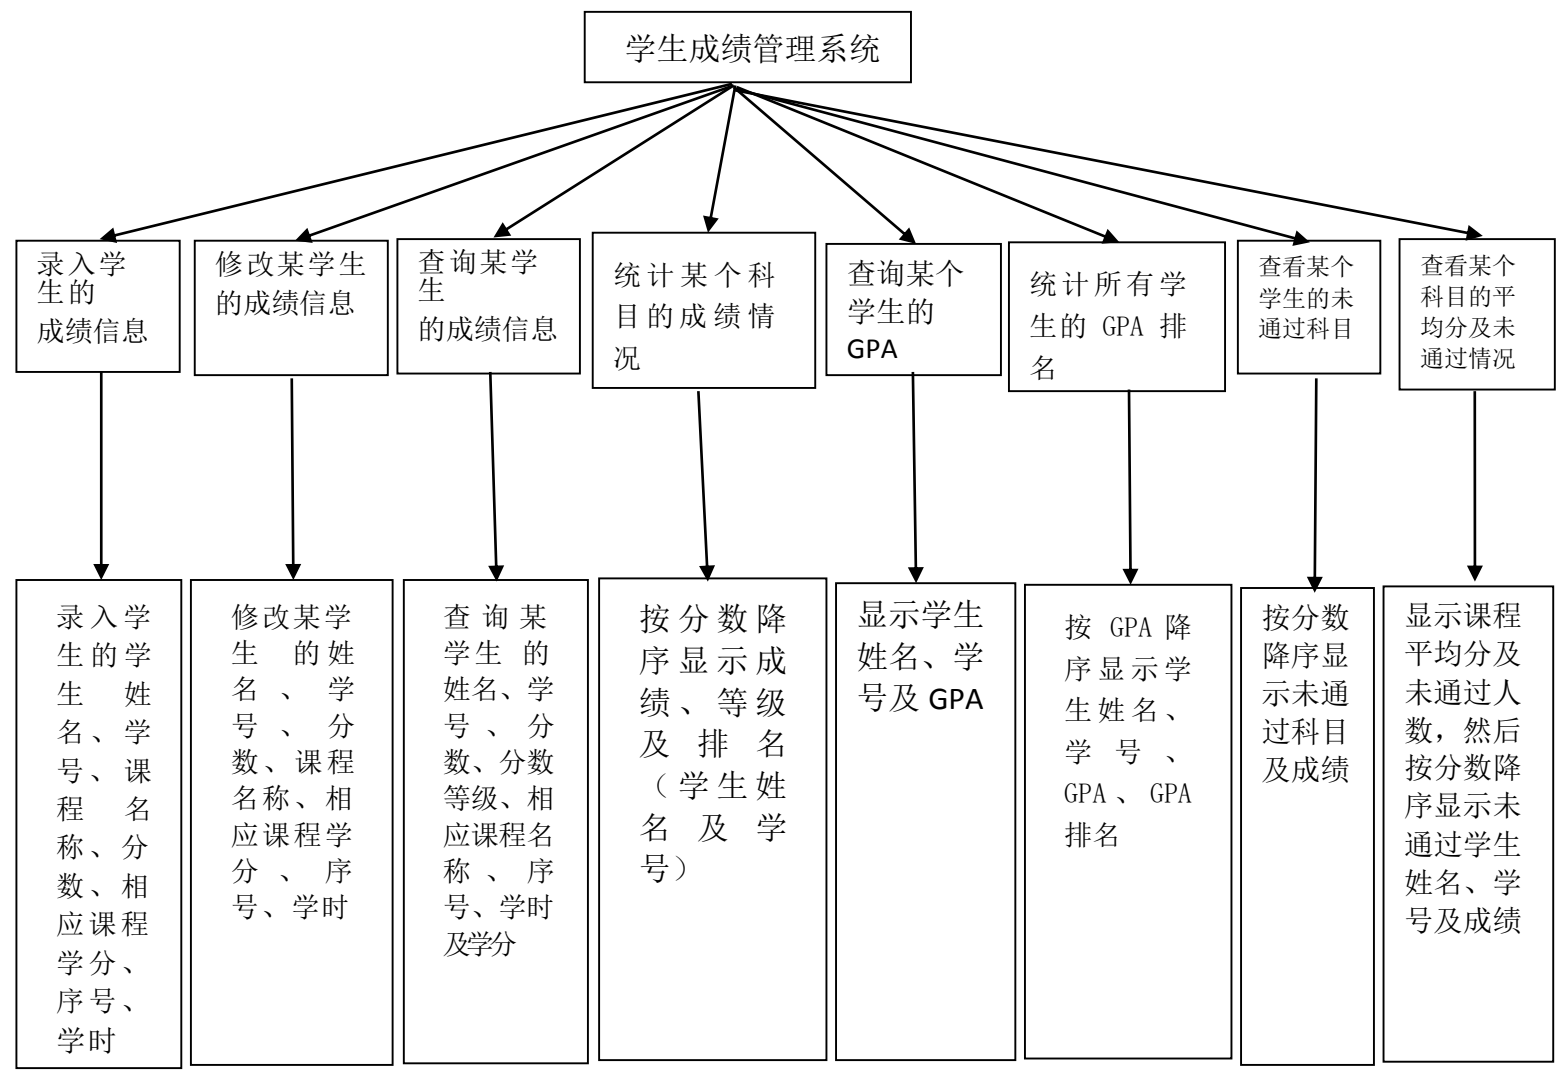 学生成绩管理系统
录入学
生的
成绩信息
修改某学生
的成绩信息
查询某学
生
的成绩信息
统计某个科
目的成绩情
况
查询某个
学生的
GPA
统计所有学
生的 GPA 排
名
查看某个
学生的未
通过科目
查看某个
科目的平
均分及未
通过情况
录入学
生的学
生 姓
名、学
号、课
程 名
称、分
数、相
应课程
学分、
序号、
学时
修改某学
生 的姓
名 、 学
号 、 分
数、课程
名称、相
应课程学
分 、 序
号、学时
查 询 某
学生 的
姓名、学
号 、 分
数、分数
等级、相
应课程名
称 、 序
号、学时
及学分
按分数降
序显示成
绩、等级
及 排 名
（学生姓
名 及 学
号）
显示学生
姓名、学
号及 GPA
按 GPA 降
序显示学
生姓名、
学 号 、
GPA、GPA
排名
按分数
降序显
示未通
过科目
及成绩
显示课程
平均分及
未通过人
数，然后
按分数降
序显示未
通过学生
姓名、学
号及成绩